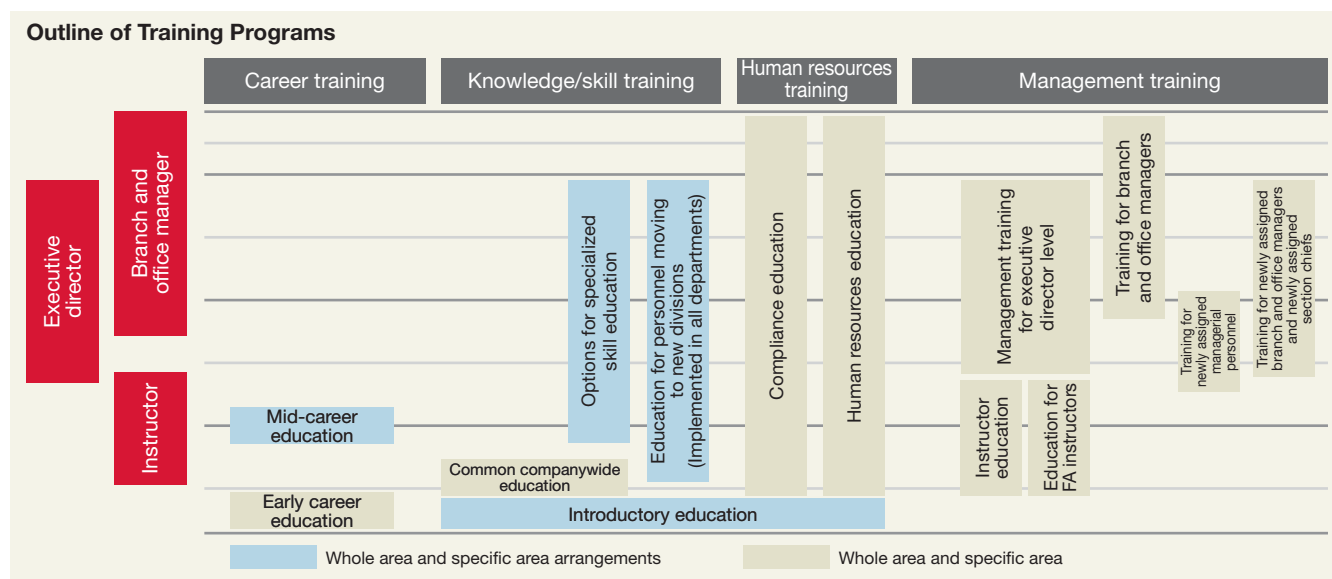 Outline of Training Programs
Career training
Knowledge/skill training
Human resources
training
Management training
Executive
director
Branch and
office manager
Instructor
Mid-career
education
Early career
education
Options for specialized
skill education
Education for personnel moving
to new divisions
(Implemented in all departments)
Common companywide
education
Introductory education
Compliance education
Human resources education
Management training
for executive
director level
Instructor
education
Education for
FA instructors
Training for branch
and office managers
Training for
newly assigned
managerial
personnel
Training for newly assigned
branch and office managers
and newly assigned
section chiefs
Whole area and specific area arrangements
Whole area and specific area